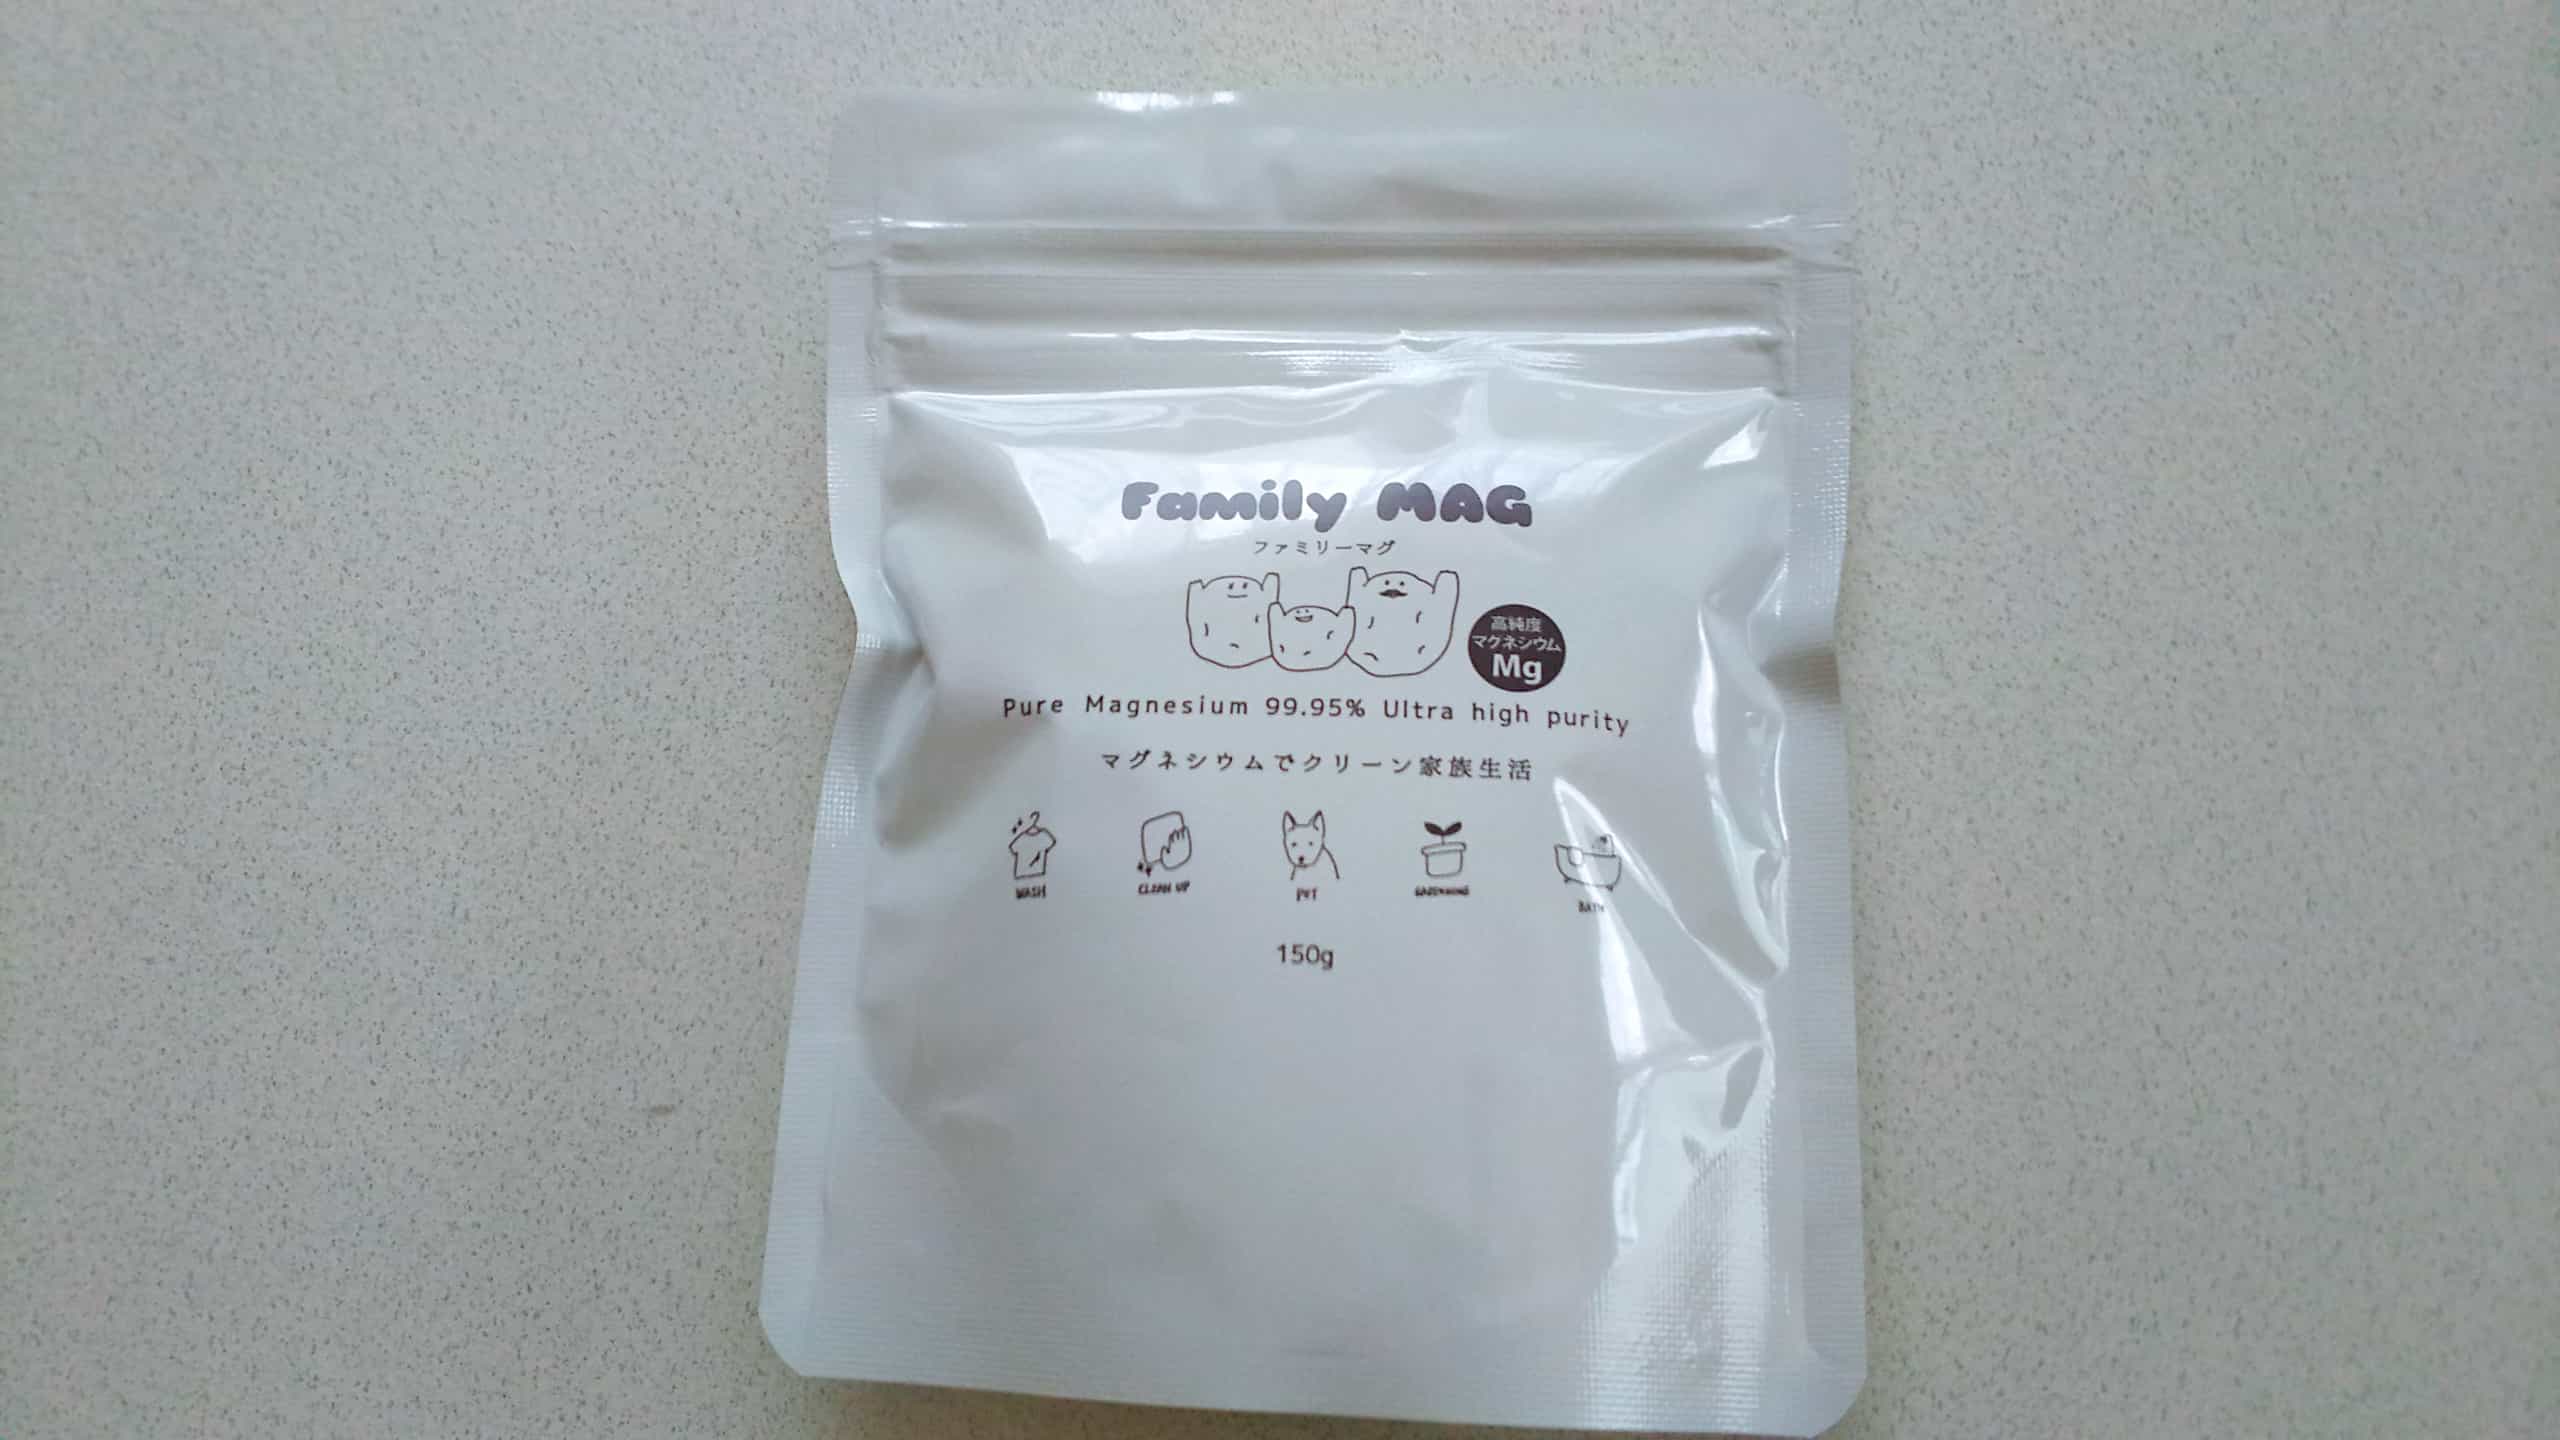 Family MAG
ファミリーマグ
高純度
マグネシウム
Mg
Pure Magnesium 99.95% Ultra high purity
マグネシウムでクリーン家族生活
WASH
CLEAN UP
PET
GARDENING
BATH
150g